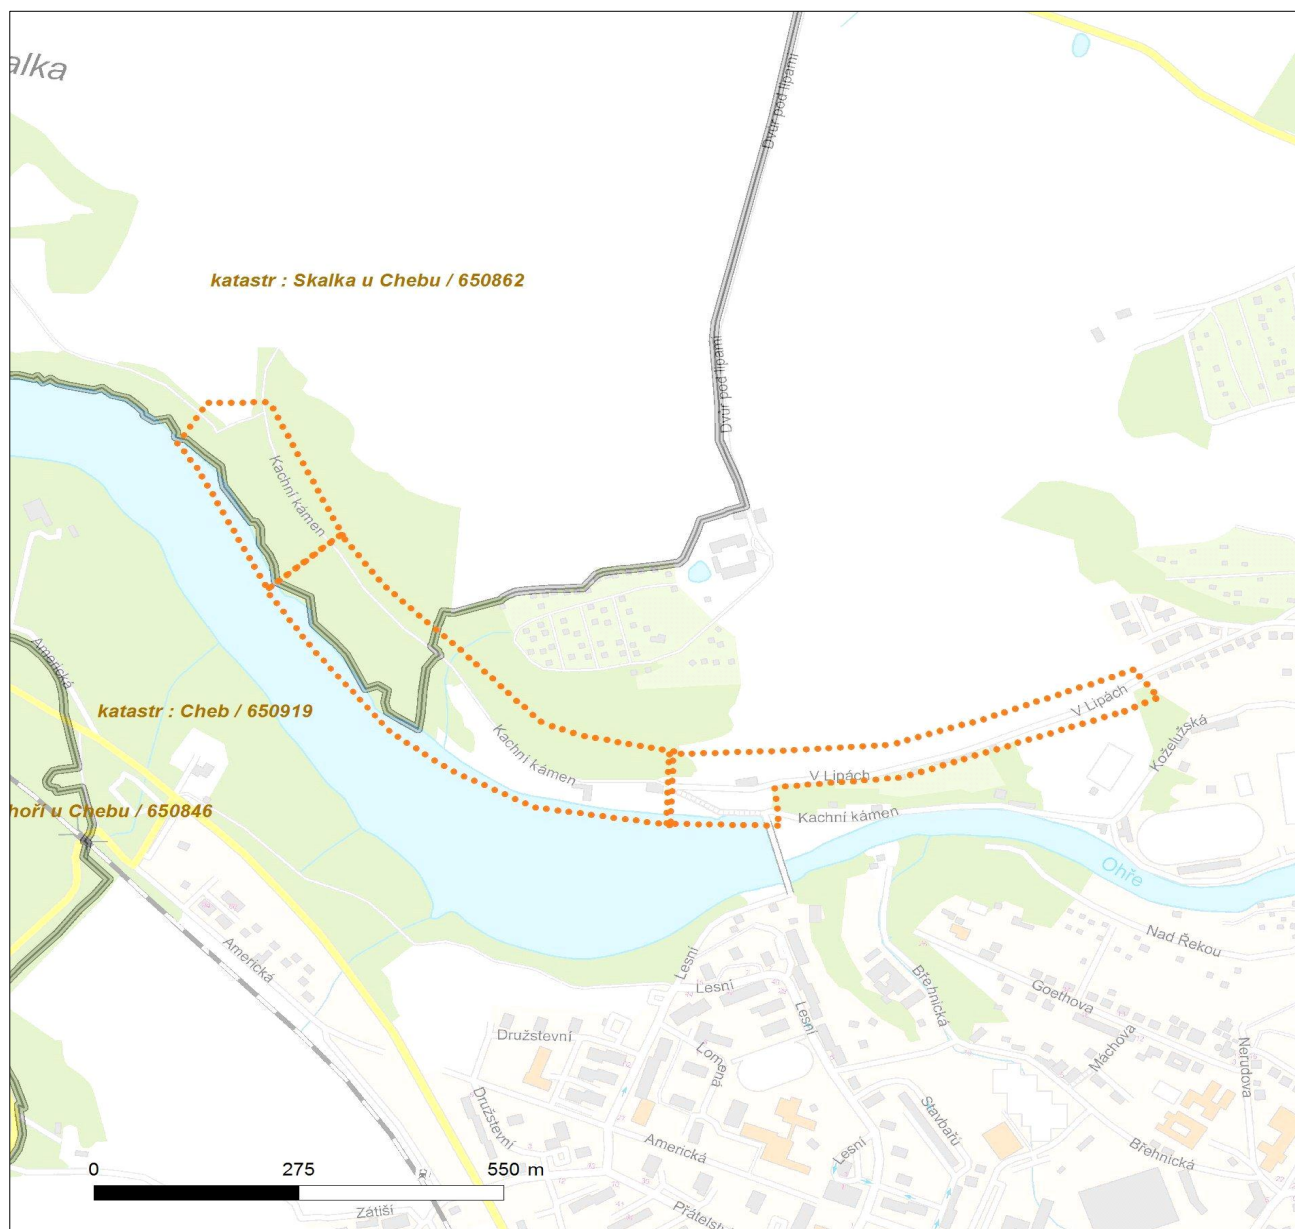 alka
Dvůr pod lipami
katastr : Skalka u Chebu / 650862
Dvůr pod lipami
Kachní kámen
Americká
katastr : Cheb / 650919
V Lipách
Koželužská
Kachní kámen
V Lipách
hoří u Chebu / 650846
Kachní kámen
Ohře
Nad Řekou
Americká
Lesní
Lesní
Břehnická
Goethova
Lesní
Družstevní
Lomená
Máchova
Nerudova
Družstevní
Stavbařů
Americká
Lesní
Břehnická
0 275 550 m
Zátiší
Přátelství